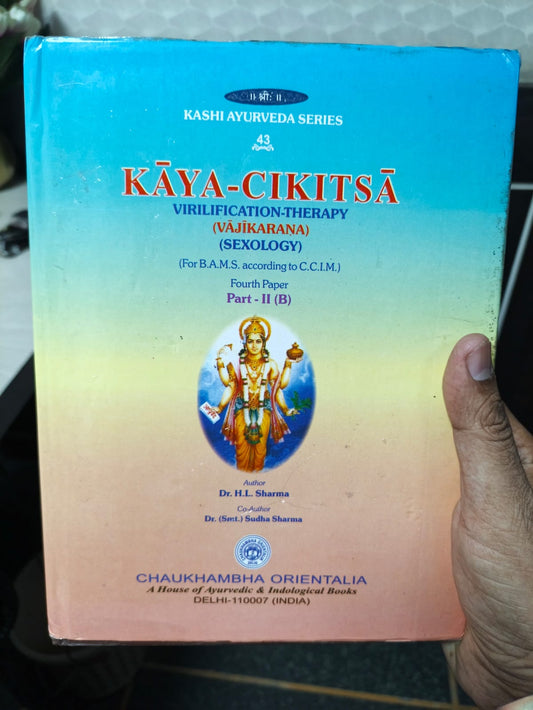 ॥ श्रीः ॥
KASHI AYURVEDA SERIES
43
KĀYA-CIKITSĀ
VIRILIFICATION-THERAPY
(VĀJĪKARANA)
(SEXOLOGY)
(For B.A.M.S. according to C.C.I.M.)
Fourth Paper
Part - II (B)
Author
Dr. H.L. Sharma
Co-Author
Dr. (Smt.) Sudha Sharma
CHAUKHAMBHA ORIENTALIA
A House of Ayurvedic & Indological Books
DELHI-110007 (INDIA)